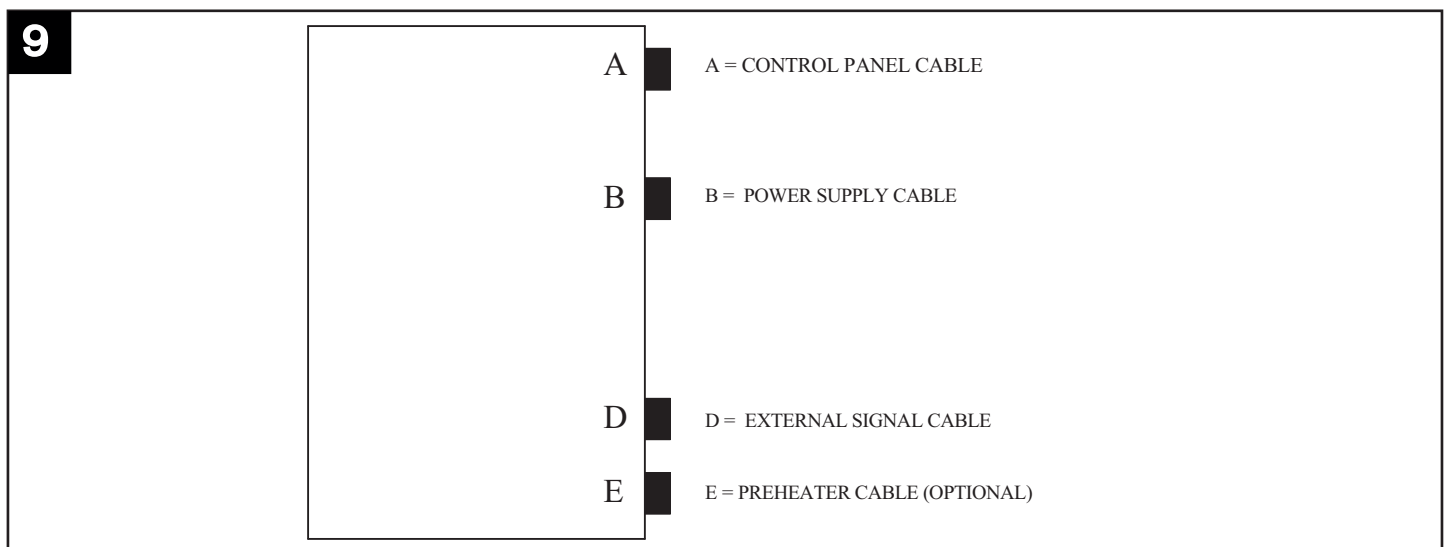 9
A A = CONTROL PANEL CABLE
B B = POWER SUPPLY CABLE
D D = EXTERNAL SIGNAL CABLE
E E = PREHEATER CABLE (OPTIONAL)